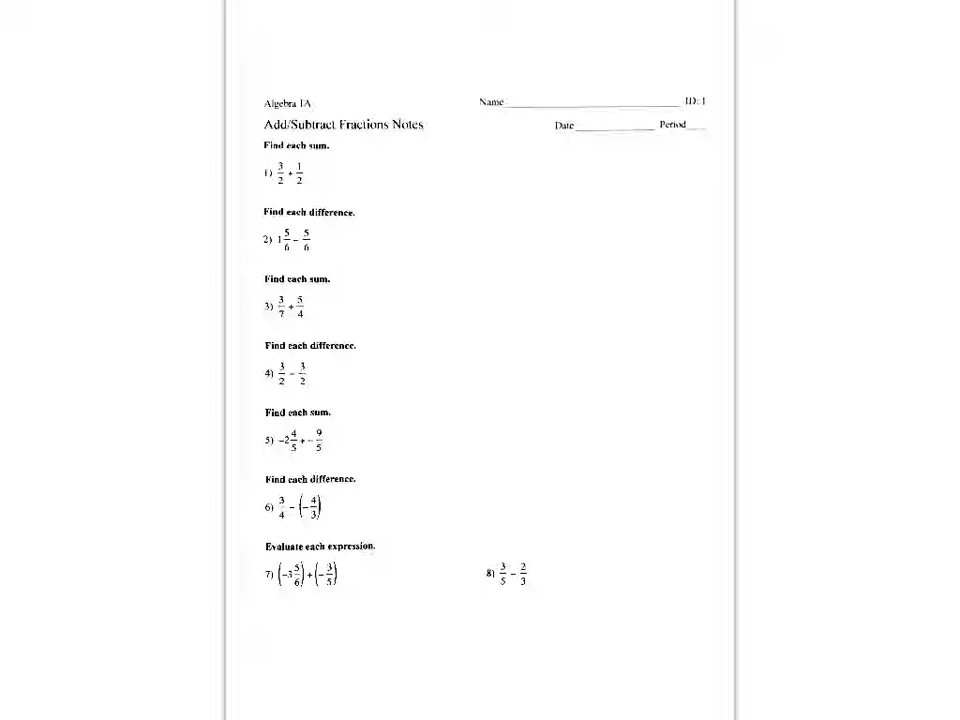 Algebra 1A
Name____________________ ID: 1
Add/Subtract Fractions Notes
Date__________ Period____
Find each sum.
1) 3/2 + 1/2
Find each difference.
2) 1 5/6 − 5/6
Find each sum.
3) 3/7 + 5/4
Find each difference.
4) 3/2 − 3/2
Find each sum.
5) −2 4/5 + − 9/5
Find each difference.
6) 3/4 − (− 4/3)
Evaluate each expression.
7) (−3 5/6) + (− 3/5)
8) 3/5 − 2/3